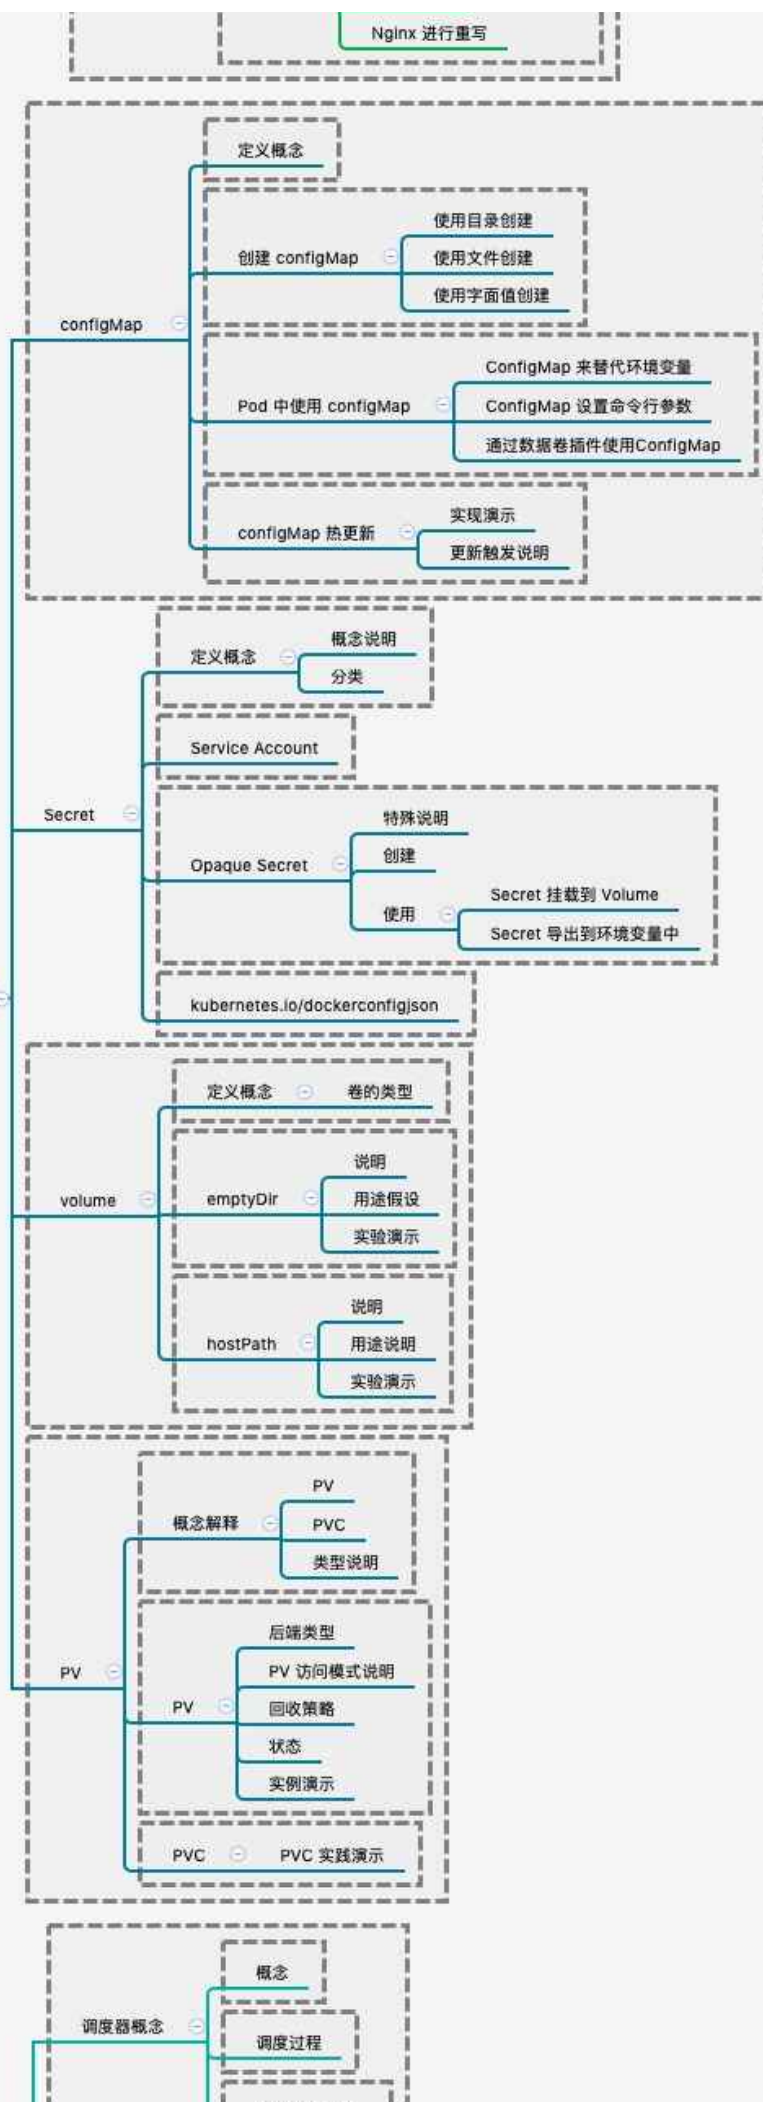 Nginx 进行重写
定义概念
使用目录创建
创建 configMap
使用文件创建
使用字面值创建
configMap
ConfigMap 来替代环境变量
Pod 中使用 configMap
ConfigMap 设置命令行参数
通过数据卷插件使用ConfigMap
实现演示
configMap 热更新
更新触发说明
概念说明
定义概念
分类
Service Account
Secret
特殊说明
创建
Opaque Secret
Secret 挂载到 Volume
使用
Secret 导出到环境变量中
kubernetes.io/dockerconfigjson
定义概念
卷的类型
说明
volume
emptyDir
用途假设
实验演示
说明
hostPath
用途说明
实验演示
PV
概念解释
PVC
类型说明
后端类型
PV 访问模式说明
PV
PV
回收策略
状态
实例演示
PVC
PVC 实践演示
概念
调度器概念
调度过程